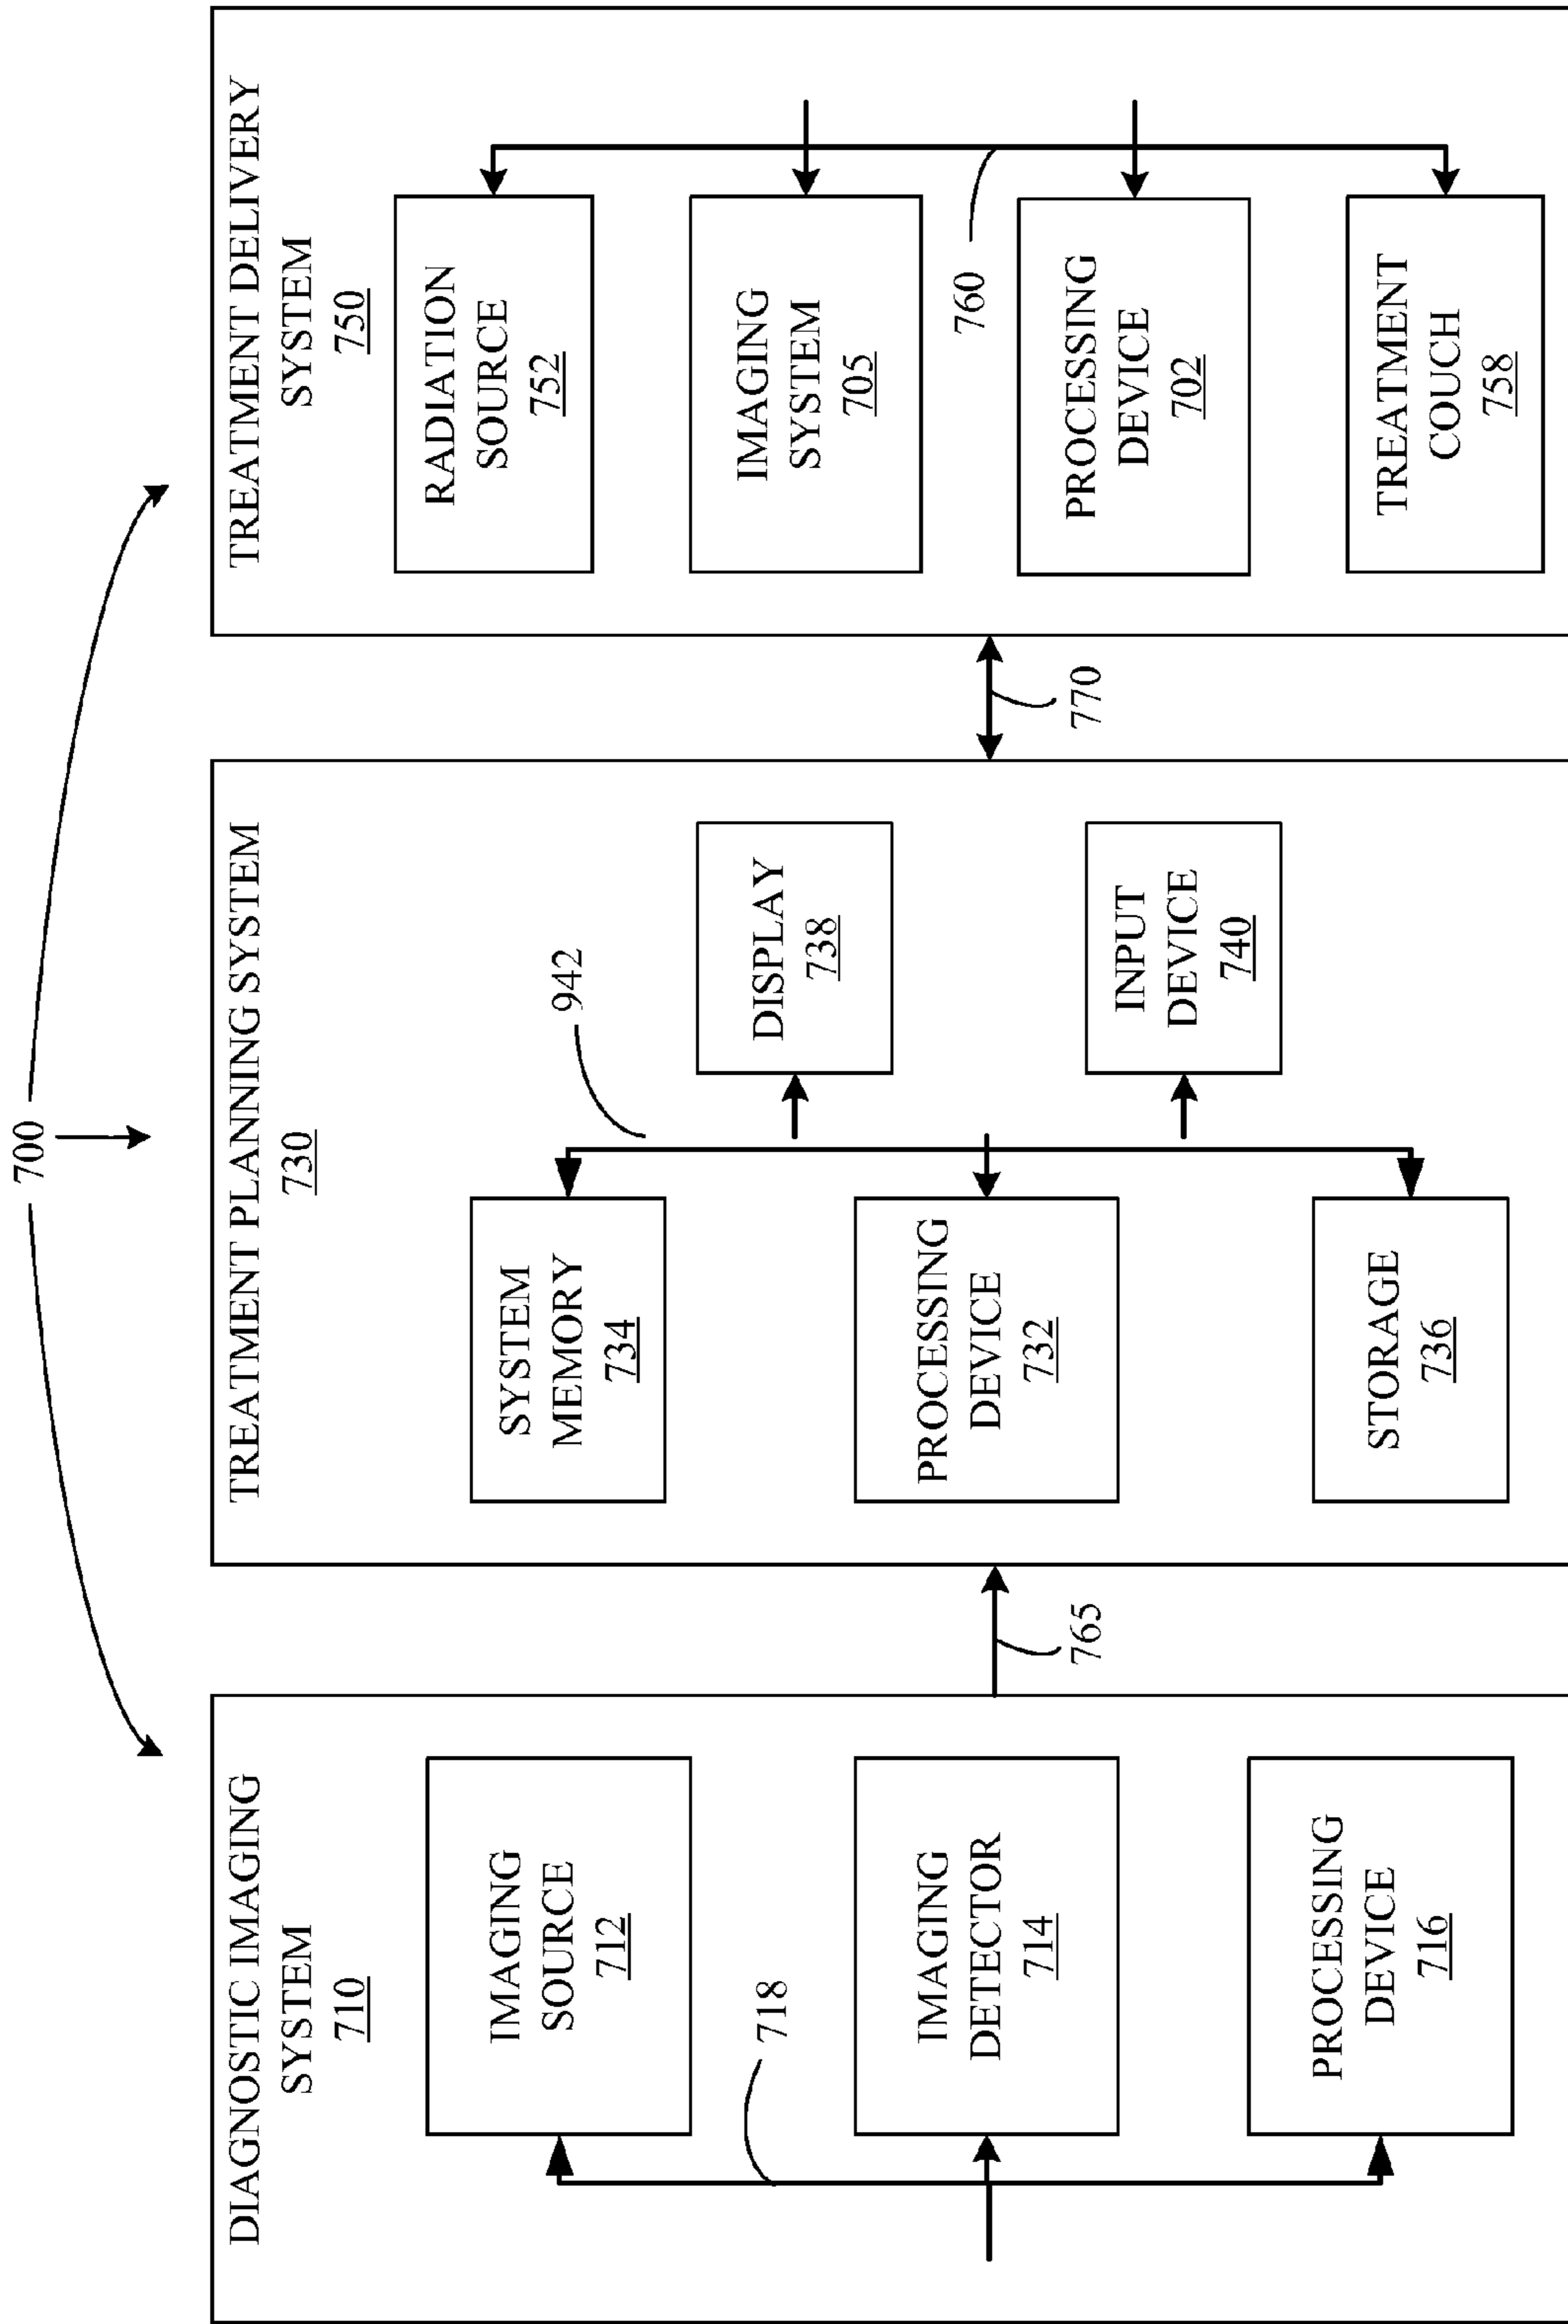 700
DIAGNOSTIC IMAGING
SYSTEM
710
IMAGING
SOURCE
712
718
IMAGING
DETECTOR
714
PROCESSING
DEVICE
716
765
TREATMENT PLANNING SYSTEM
730
942
SYSTEM
MEMORY
734
DISPLAY
738
PROCESSING
DEVICE
732
INPUT
DEVICE
740
STORAGE
736
770
TREATMENT DELIVERY
SYSTEM
750
RADIATION
SOURCE
752
IMAGING
SYSTEM
705
760
PROCESSING
DEVICE
702
TREATMENT
COUCH
758